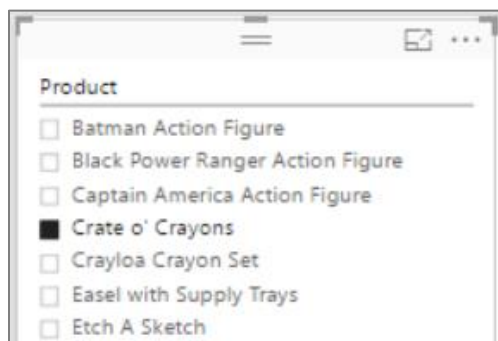 Product
Batman Action Figure
Black Power Ranger Action Figure
Captain America Action Figure
Crate o' Crayons
Crayloa Crayon Set
Easel with Supply Trays
Etch A Sketch